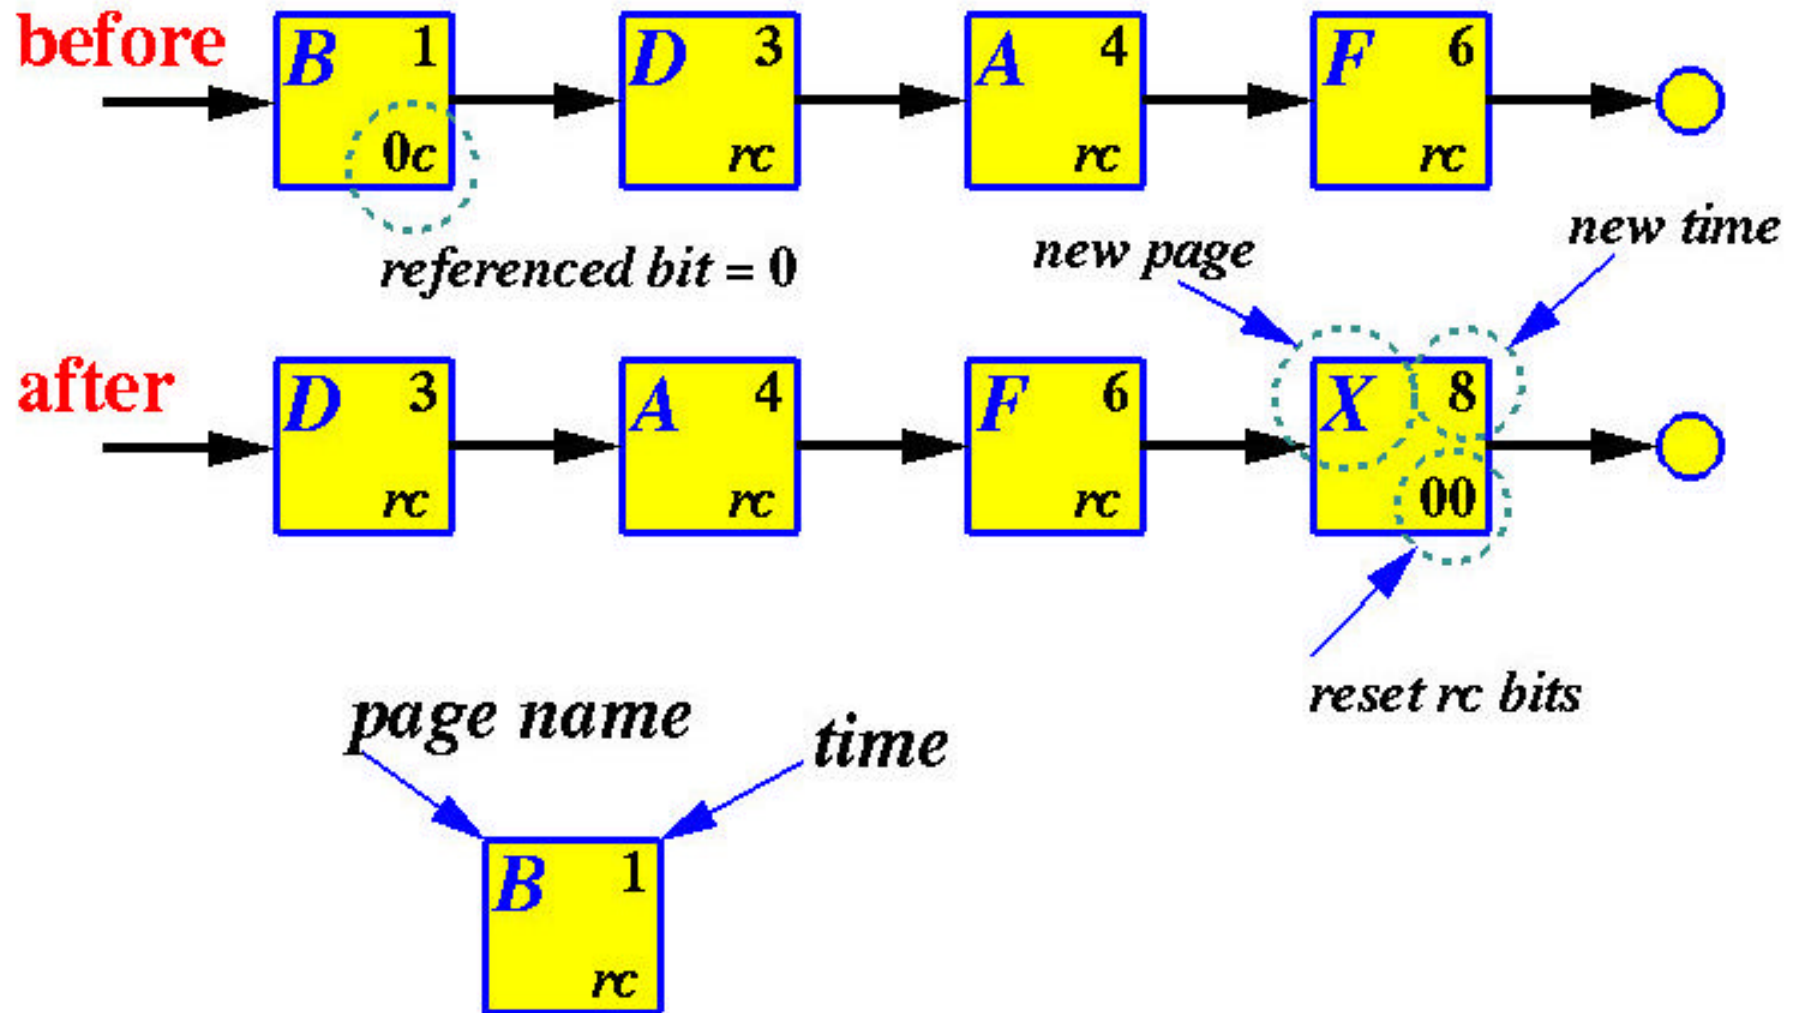 before
B 1
0c
D 3
rc
A 4
rc
F 6
rc
referenced bit = 0
new page
new time
after
D 3
rc
A 4
rc
F 6
rc
X 8
00
reset rc bits
page name
time
B 1
rc